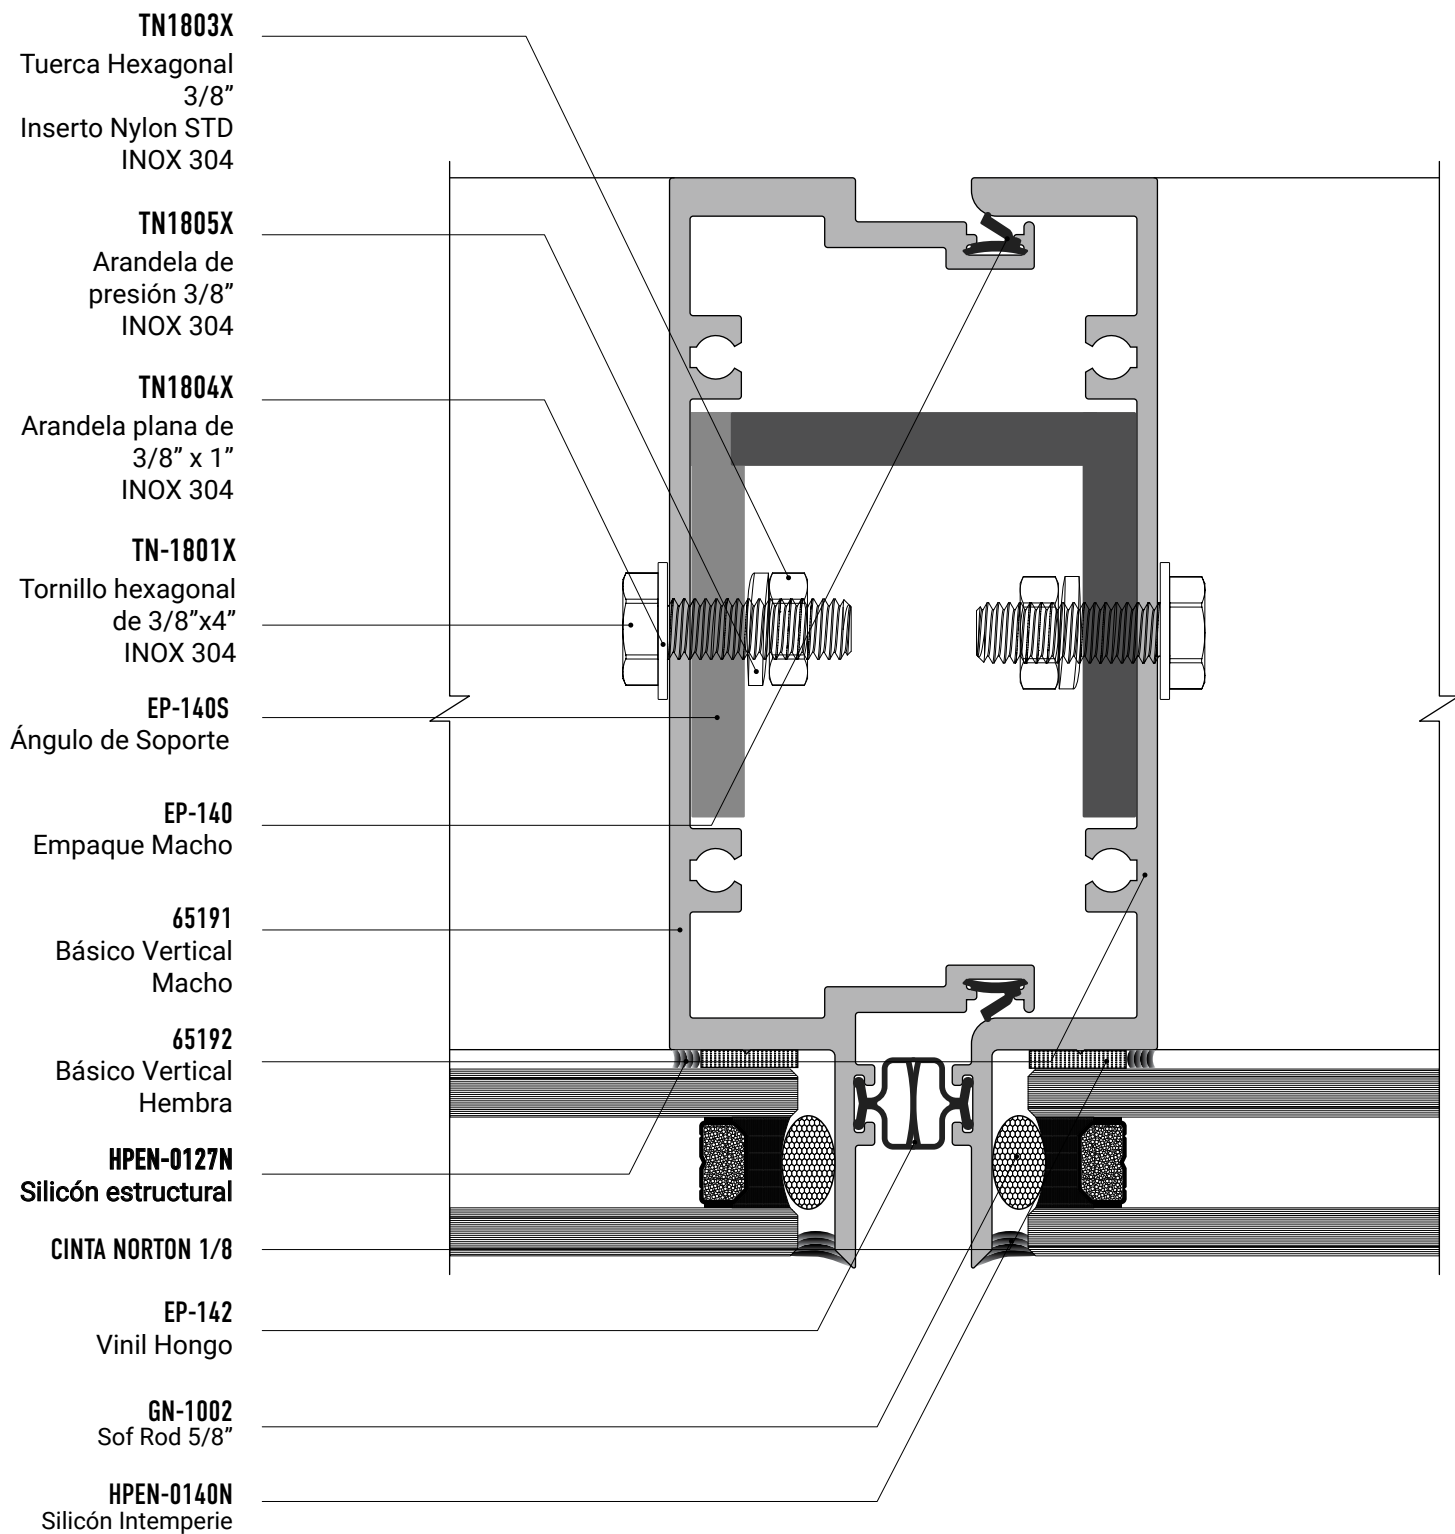 TN1803X
Tuerca Hexagonal
3/8”
Inserto Nylon STD
INOX 304
TN1805X
Arandela de
presión 3/8”
INOX 304
TN1804X
Arandela plana de
3/8” x 1”
INOX 304
TN-1801X
Tornillo hexagonal
de 3/8”x4”
INOX 304
EP-140S
Ángulo de Soporte
EP-140
Empaque Macho
65191
Básico Vertical
Macho
65192
Básico Vertical
Hembra
HPEN-0127N
Silicón estructural
CINTA NORTON 1/8
EP-142
Vinil Hongo
GN-1002
Sof Rod 5/8”
HPEN-0140N
Silicón Intemperie